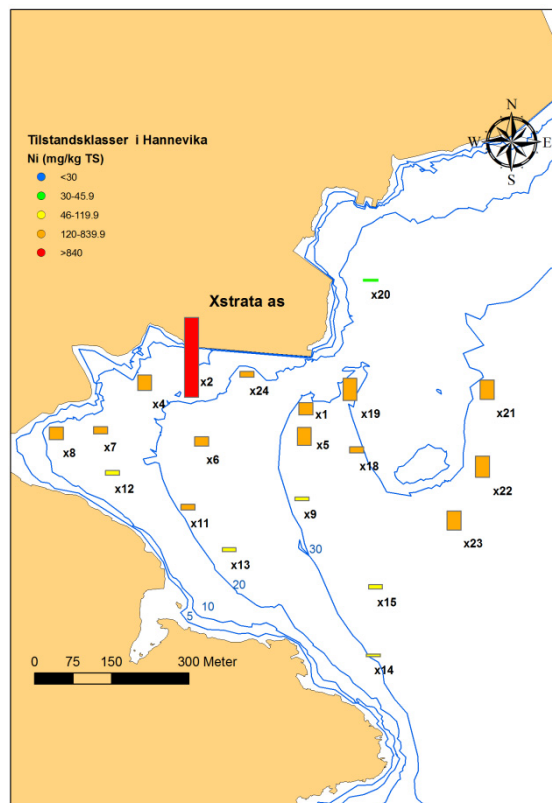 N
W E
S
Tilstandsklasser i Hannevika
Ni (mg/kg TS)
<30
30-45.9
46-119.9
120-839.9
>840
x20
Xstrata as
x2
x24
x4
x1
x19
x21
x8
x7
x6
x5
x18
x12
x22
x11
x9
x23
x13
30
20
x15
10
5
x14
0 75 150 300 Meter